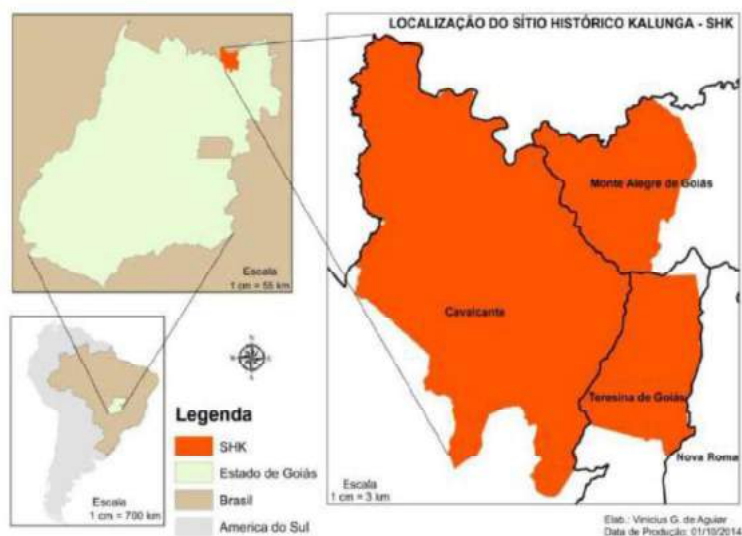 LOCALIZAÇÃO DO SÍTIO HISTÓRICO KALUNGA - SHK
Monte Alegre de Goiás
Cavalcante
Teresina de Goiás
Nova Roma
Escala
1 cm = 3 km
Escala
1 cm = 55 km
Escala
1 cm = 700 km
Legenda
SHK
Estado de Goiás
Brasil
America do Sul
Elab.: Vinicius G. de Aguiar
Data de Produção: 01/10/2014